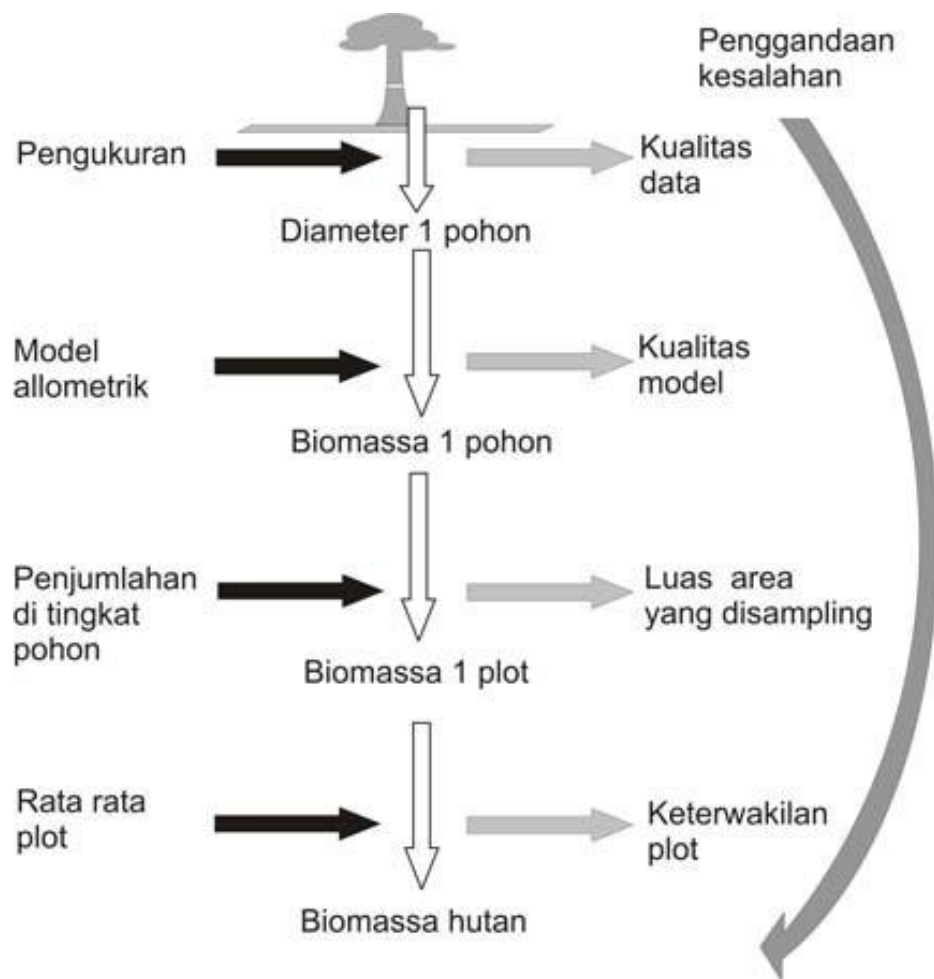 Penggandaan
kesalahan
Pengukuran
Kualitas
data
Diameter 1 pohon
Model
allometrik
Kualitas
model
Biomassa 1 pohon
Penjumlahan
di tingkat
pohon
Luas area
yang disampling
Biomassa 1 plot
Rata rata
plot
Keterwakilan
plot
Biomassa hutan